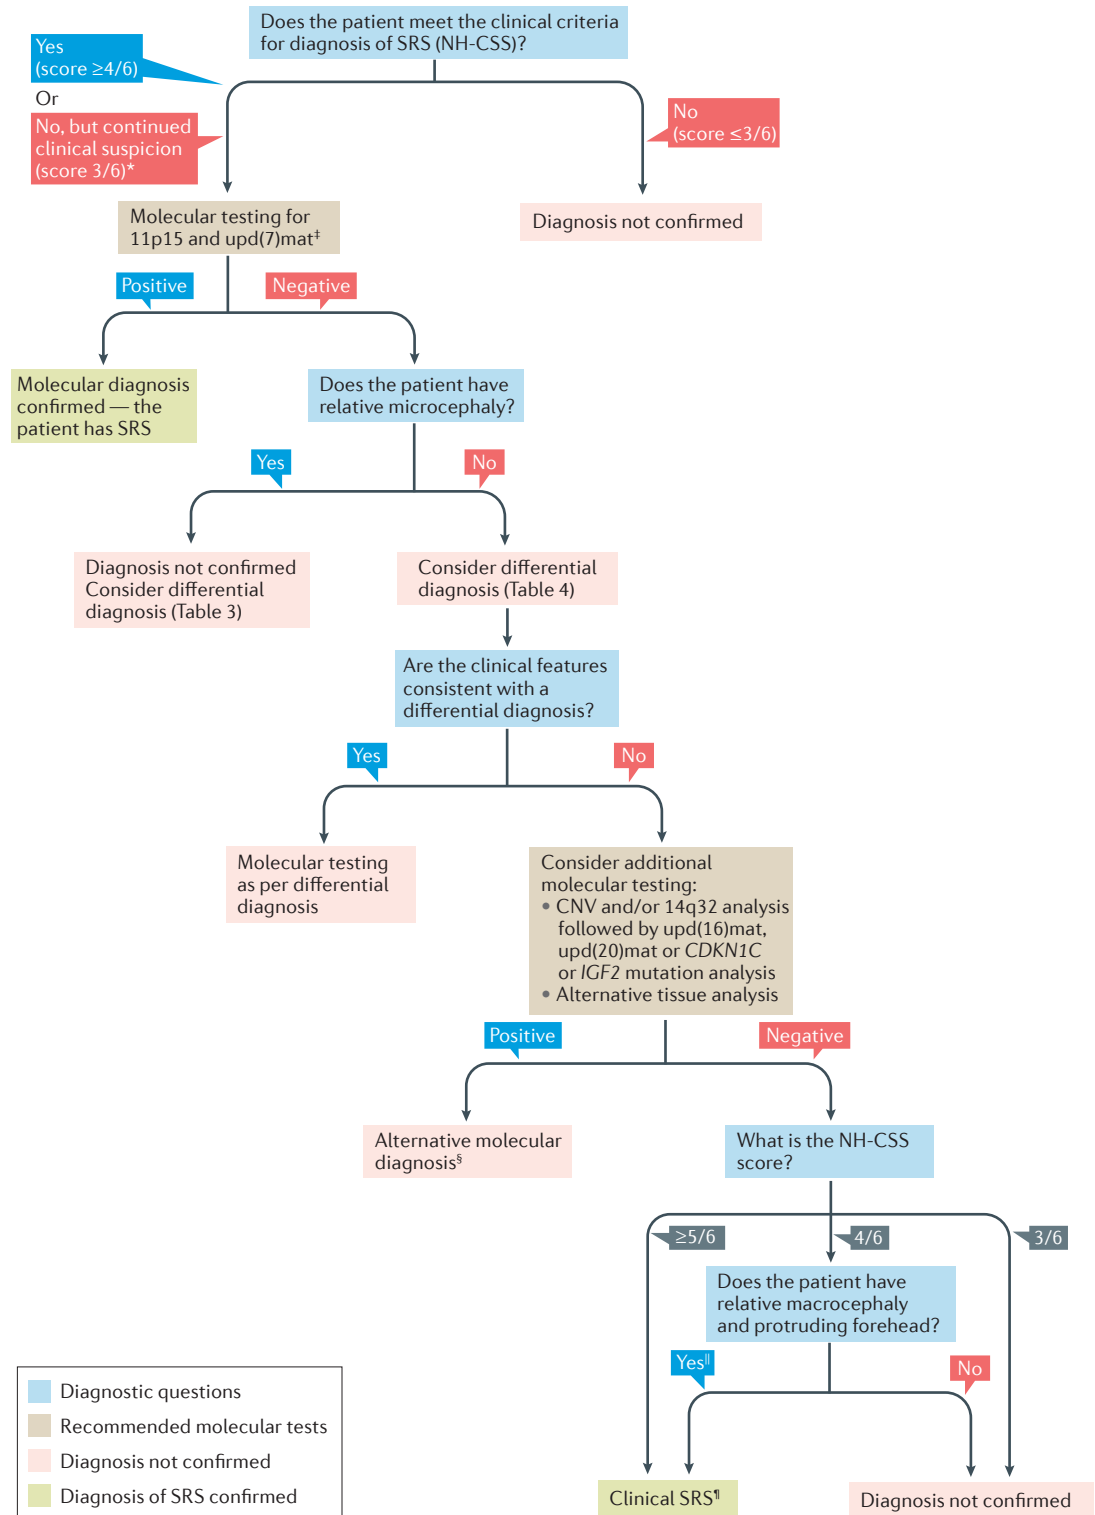 Does the patient meet the clinical criteria
for diagnosis of SRS (NH-CSS)?
Yes
(score ≥4/6)
Or
No, but continued
clinical suspicion
(score 3/6)*
No
(score ≤3/6)
Molecular testing for
11p15 and upd(7)mat‡
Diagnosis not confirmed
Positive
Negative
Molecular diagnosis
confirmed — the
patient has SRS
Does the patient have
relative microcephaly?
Yes
No
Diagnosis not confirmed
Consider differential
diagnosis (Table 3)
Consider differential
diagnosis (Table 4)
Are the clinical features
consistent with a
differential diagnosis?
Yes
No
Molecular testing
as per differential
diagnosis
Consider additional
molecular testing:
• CNV and/or 14q32 analysis
followed by upd(16)mat,
upd(20)mat or CDKN1C
or IGF2 mutation analysis
• Alternative tissue analysis
Positive
Negative
Alternative molecular
diagnosis§
What is the NH-CSS
score?
≥5/6
4/6
3/6
Does the patient have
relative macrocephaly
and protruding forehead?
Yes‖
No
Clinical SRS¶
Diagnosis not confirmed
Diagnostic questions
Recommended molecular tests
Diagnosis not confirmed
Diagnosis of SRS confirmed